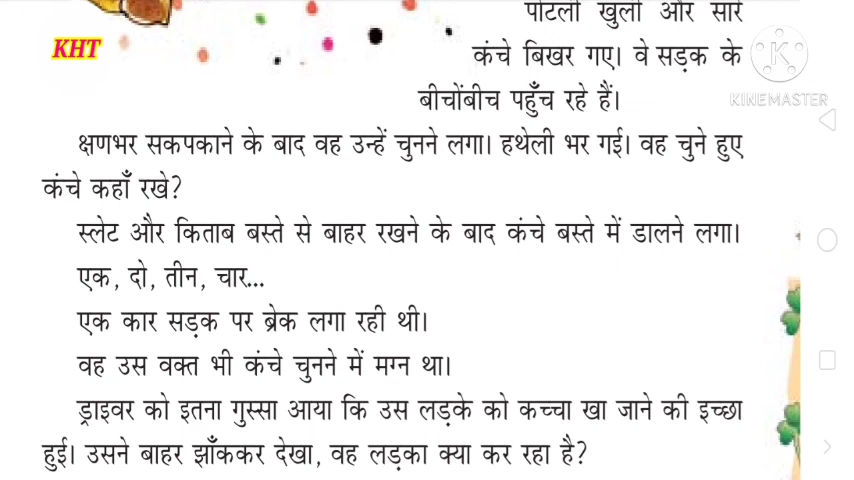 पोटली खुली और सारे
KHT
कंचे बिखर गए। वे सड़क के
KINEMASTER
बीचोंबीच पहुँच रहे हैं।
क्षणभर सकपकाने के बाद वह उन्हें चुनने लगा। हथेली भर गई। वह चुने हुए
कंचे कहाँ रखे?
स्लेट और किताब बस्ते से बाहर रखने के बाद कंचे बस्ते में डालने लगा।
एक, दो, तीन, चार...
एक कार सड़क पर ब्रेक लगा रही थी।
वह उस वक्त भी कंचे चुनने में मग्न था।
ड्राइवर को इतना गुस्सा आया कि उस लड़के को कच्चा खा जाने की इच्छा
हुई। उसने बाहर झाँककर देखा, वह लड़का क्या कर रहा है?